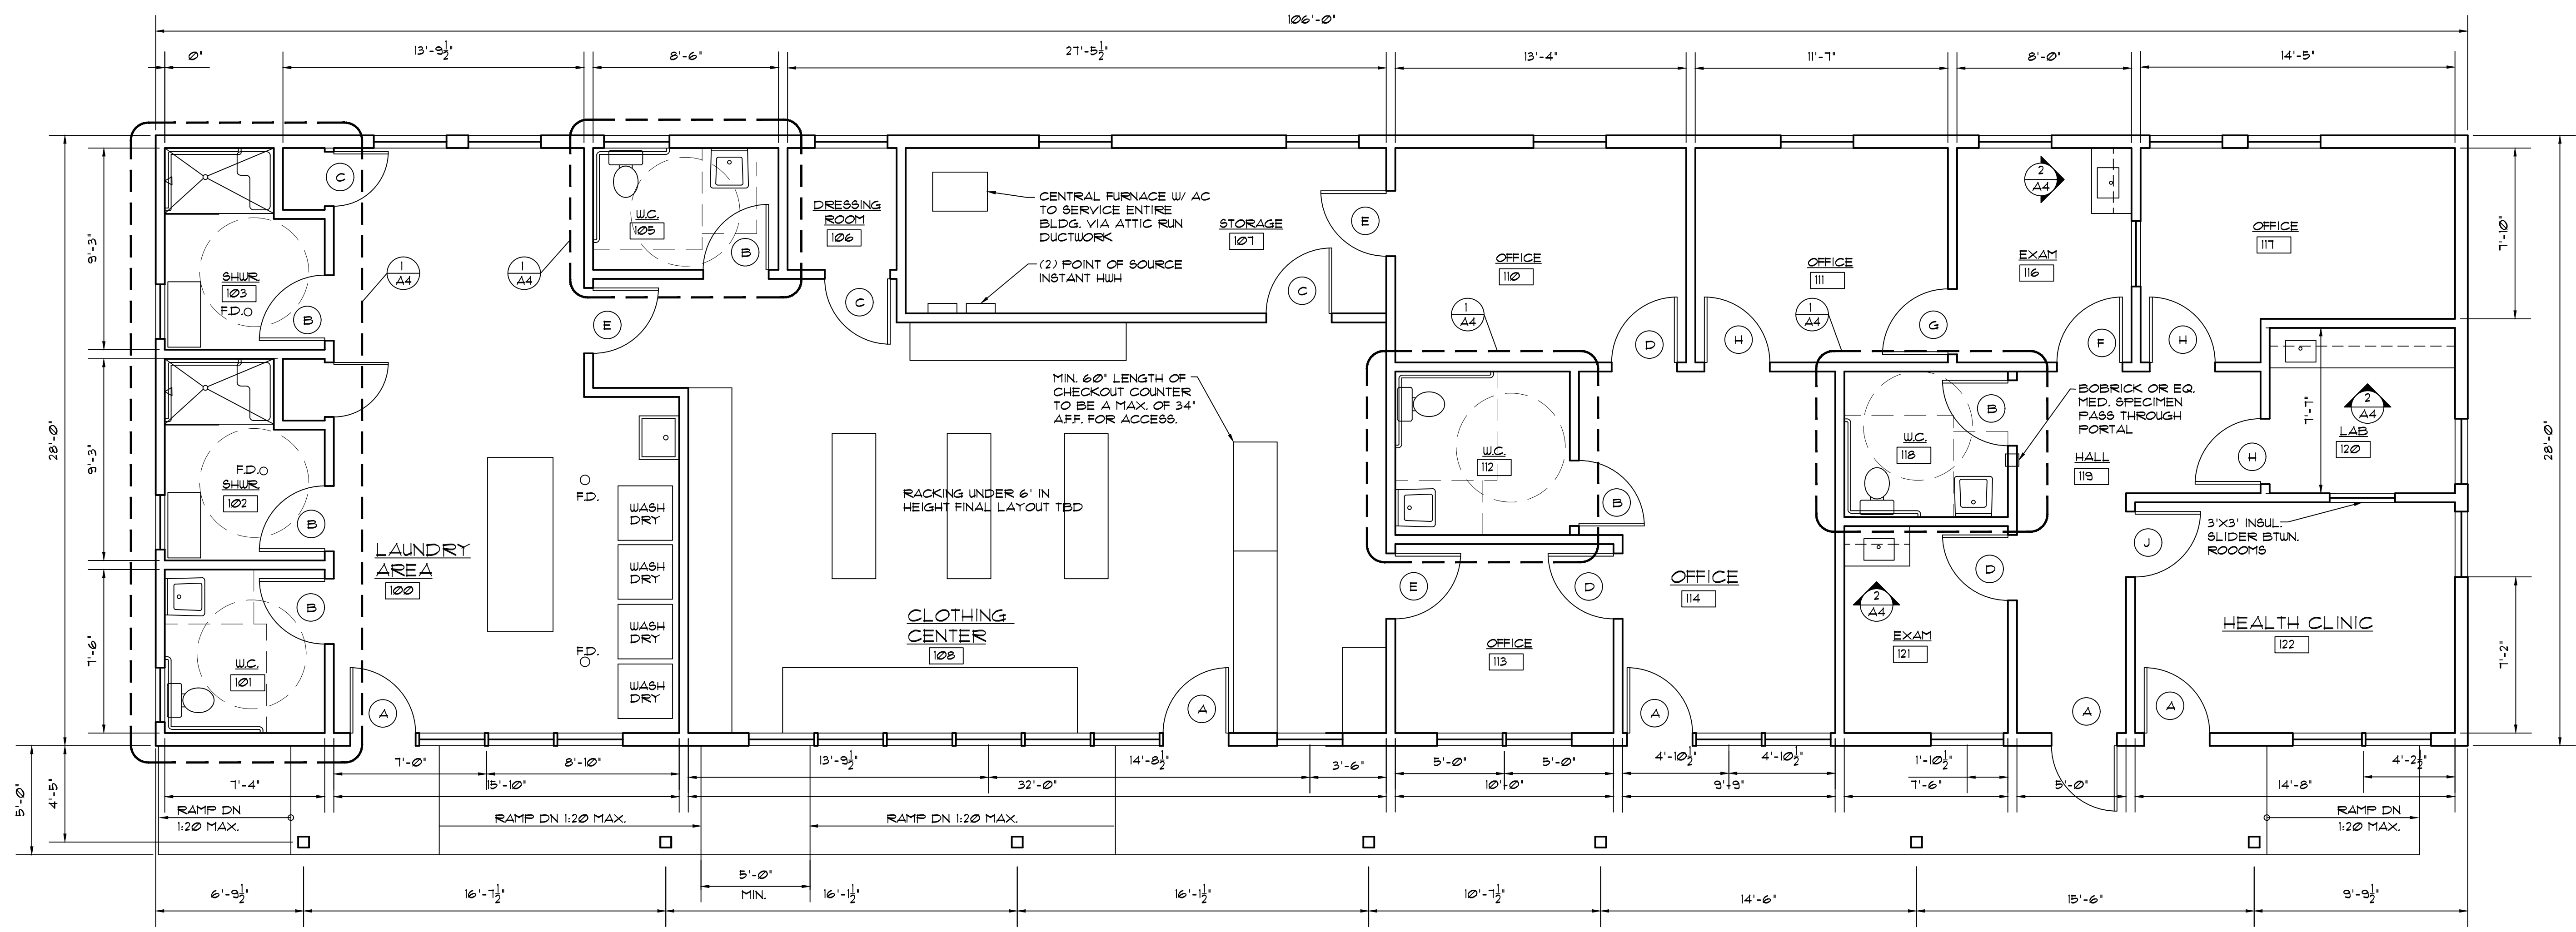 106'-0"
0"
13'-9½"
8'-6"
27'-5½"
13'-4"
11'-7"
8'-0"
14'-5"
28'-0"
9'-3"
9'-3"
7'-6"
C
SHWR.
103
F.D.
B
1
A4
F.D.
SHWR.
102
B
B
W.C.
101
A
LAUNDRY
AREA
100
F.D.
F.D.
WASH
DRY
WASH
DRY
WASH
DRY
WASH
DRY
1
A4
W.C.
105
B
E
DRESSING
ROOM
106
C
CENTRAL FURNACE W/ AC
TO SERVICE ENTIRE
BLDG. VIA ATTIC RUN
DUCTWORK
(2) POINT OF SOURCE
INSTANT HWH
STORAGE
107
C
E
MIN. 60" LENGTH OF
CHECKOUT COUNTER
TO BE A MAX. OF 34"
A.F.F. FOR ACCESS.
RACKING UNDER 6' IN
HEIGHT FINAL LAYOUT TBD
CLOTHING
CENTER
108
A
OFFICE
110
1
A4
D
W.C.
112
B
E
D
OFFICE
113
H
OFFICE
111
1
A4
G
OFFICE
114
A
2
A4
EXAM
116
F
W.C.
118
B
BOBRICK OR EQ.
MED. SPECIMEN
PASS THROUGH
PORTAL
HALL
119
D
2
A4
EXAM
121
A
OFFICE
117
H
H
7'-7"
2
A4
LAB
120
3'X3' INSUL.
SLIDER BTWN.
ROOOMS
J
HEALTH CLINIC
122
A
7'-10"
7'-2"
28'-0"
5'-0"
4'-5"
7'-0"
8'-10"
13'-9½"
14'-8½"
3'-6"
5'-0"
5'-0"
4'-10½"
4'-10½"
1'-10½"
4'-2½"
7'-4"
15'-10"
32'-0"
10'-0"
9'-9"
7'-6"
5'-0"
14'-8"
RAMP DN
1:20 MAX.
RAMP DN 1:20 MAX.
RAMP DN 1:20 MAX.
RAMP DN
1:20 MAX.
5'-0"
MIN.
6'-9½"
16'-7½"
16'-1½"
16'-1½"
10'-7½"
14'-6"
15'-6"
9'-9½"